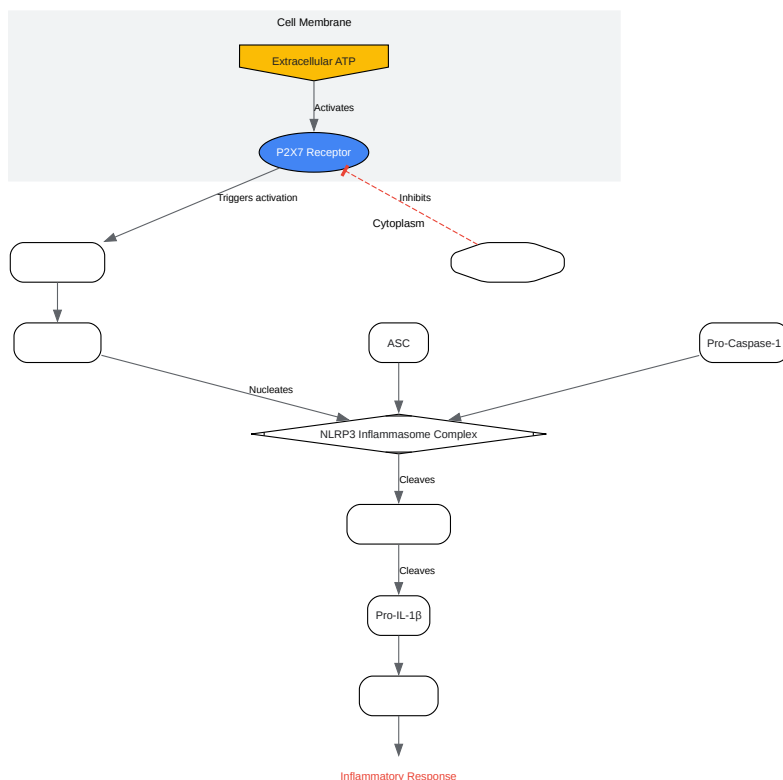 Cell Membrane
Extracellular ATP
Activates
P2X7 Receptor
Triggers activation
Inhibits
Cytoplasm
ASC
Pro-Caspase-1
Nucleates
NLRP3 Inflammasome Complex
Cleaves
Cleaves
Pro-IL-1β
Inflammatory Response